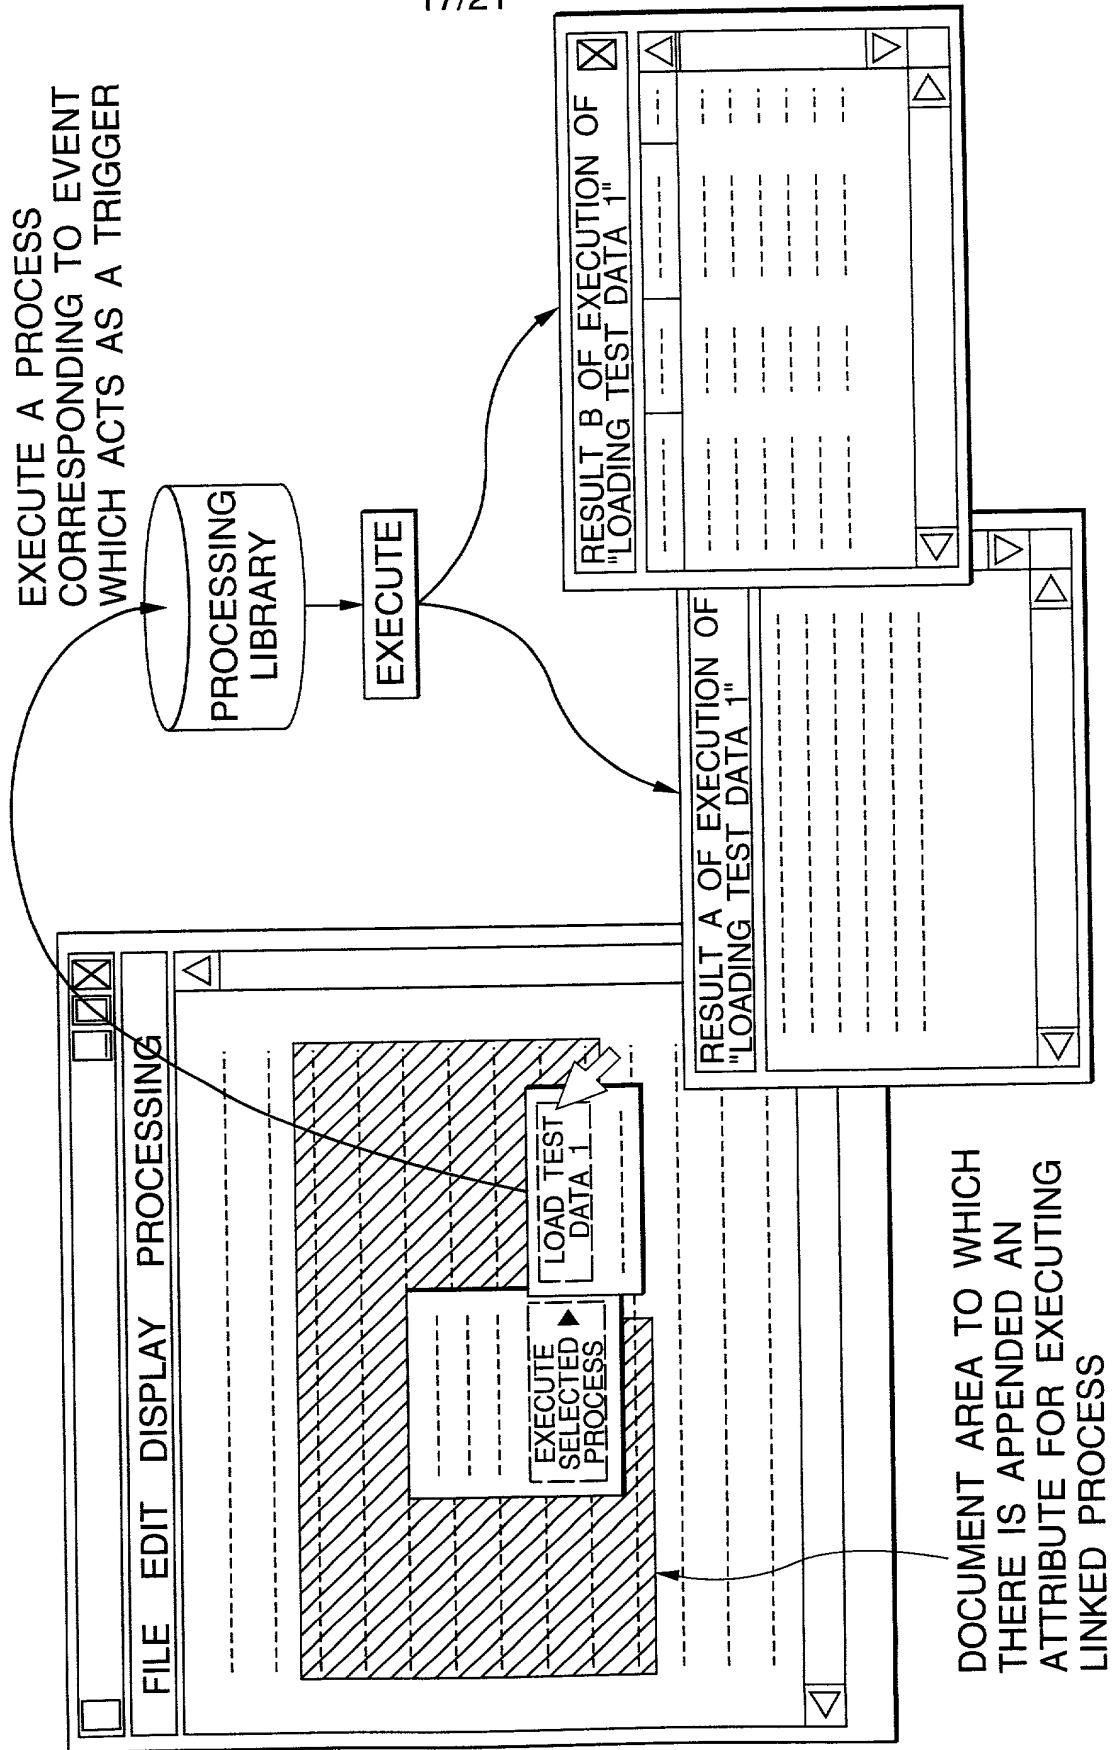 17/21
EXECUTE A PROCESS
CORRESPONDING TO EVENT
WHICH ACTS AS A TRIGGER
PROCESSING
LIBRARY
EXECUTE
FILE EDIT DISPLAY PROCESSING
EXECUTE
SELECTED
PROCESS
LOAD TEST
DATA 1
RESULT A OF EXECUTION OF
"LOADING TEST DATA 1"
RESULT B OF EXECUTION OF
"LOADING TEST DATA 1"
DOCUMENT AREA TO WHICH
THERE IS APPENDED AN
ATTRIBUTE FOR EXECUTING
LINKED PROCESS